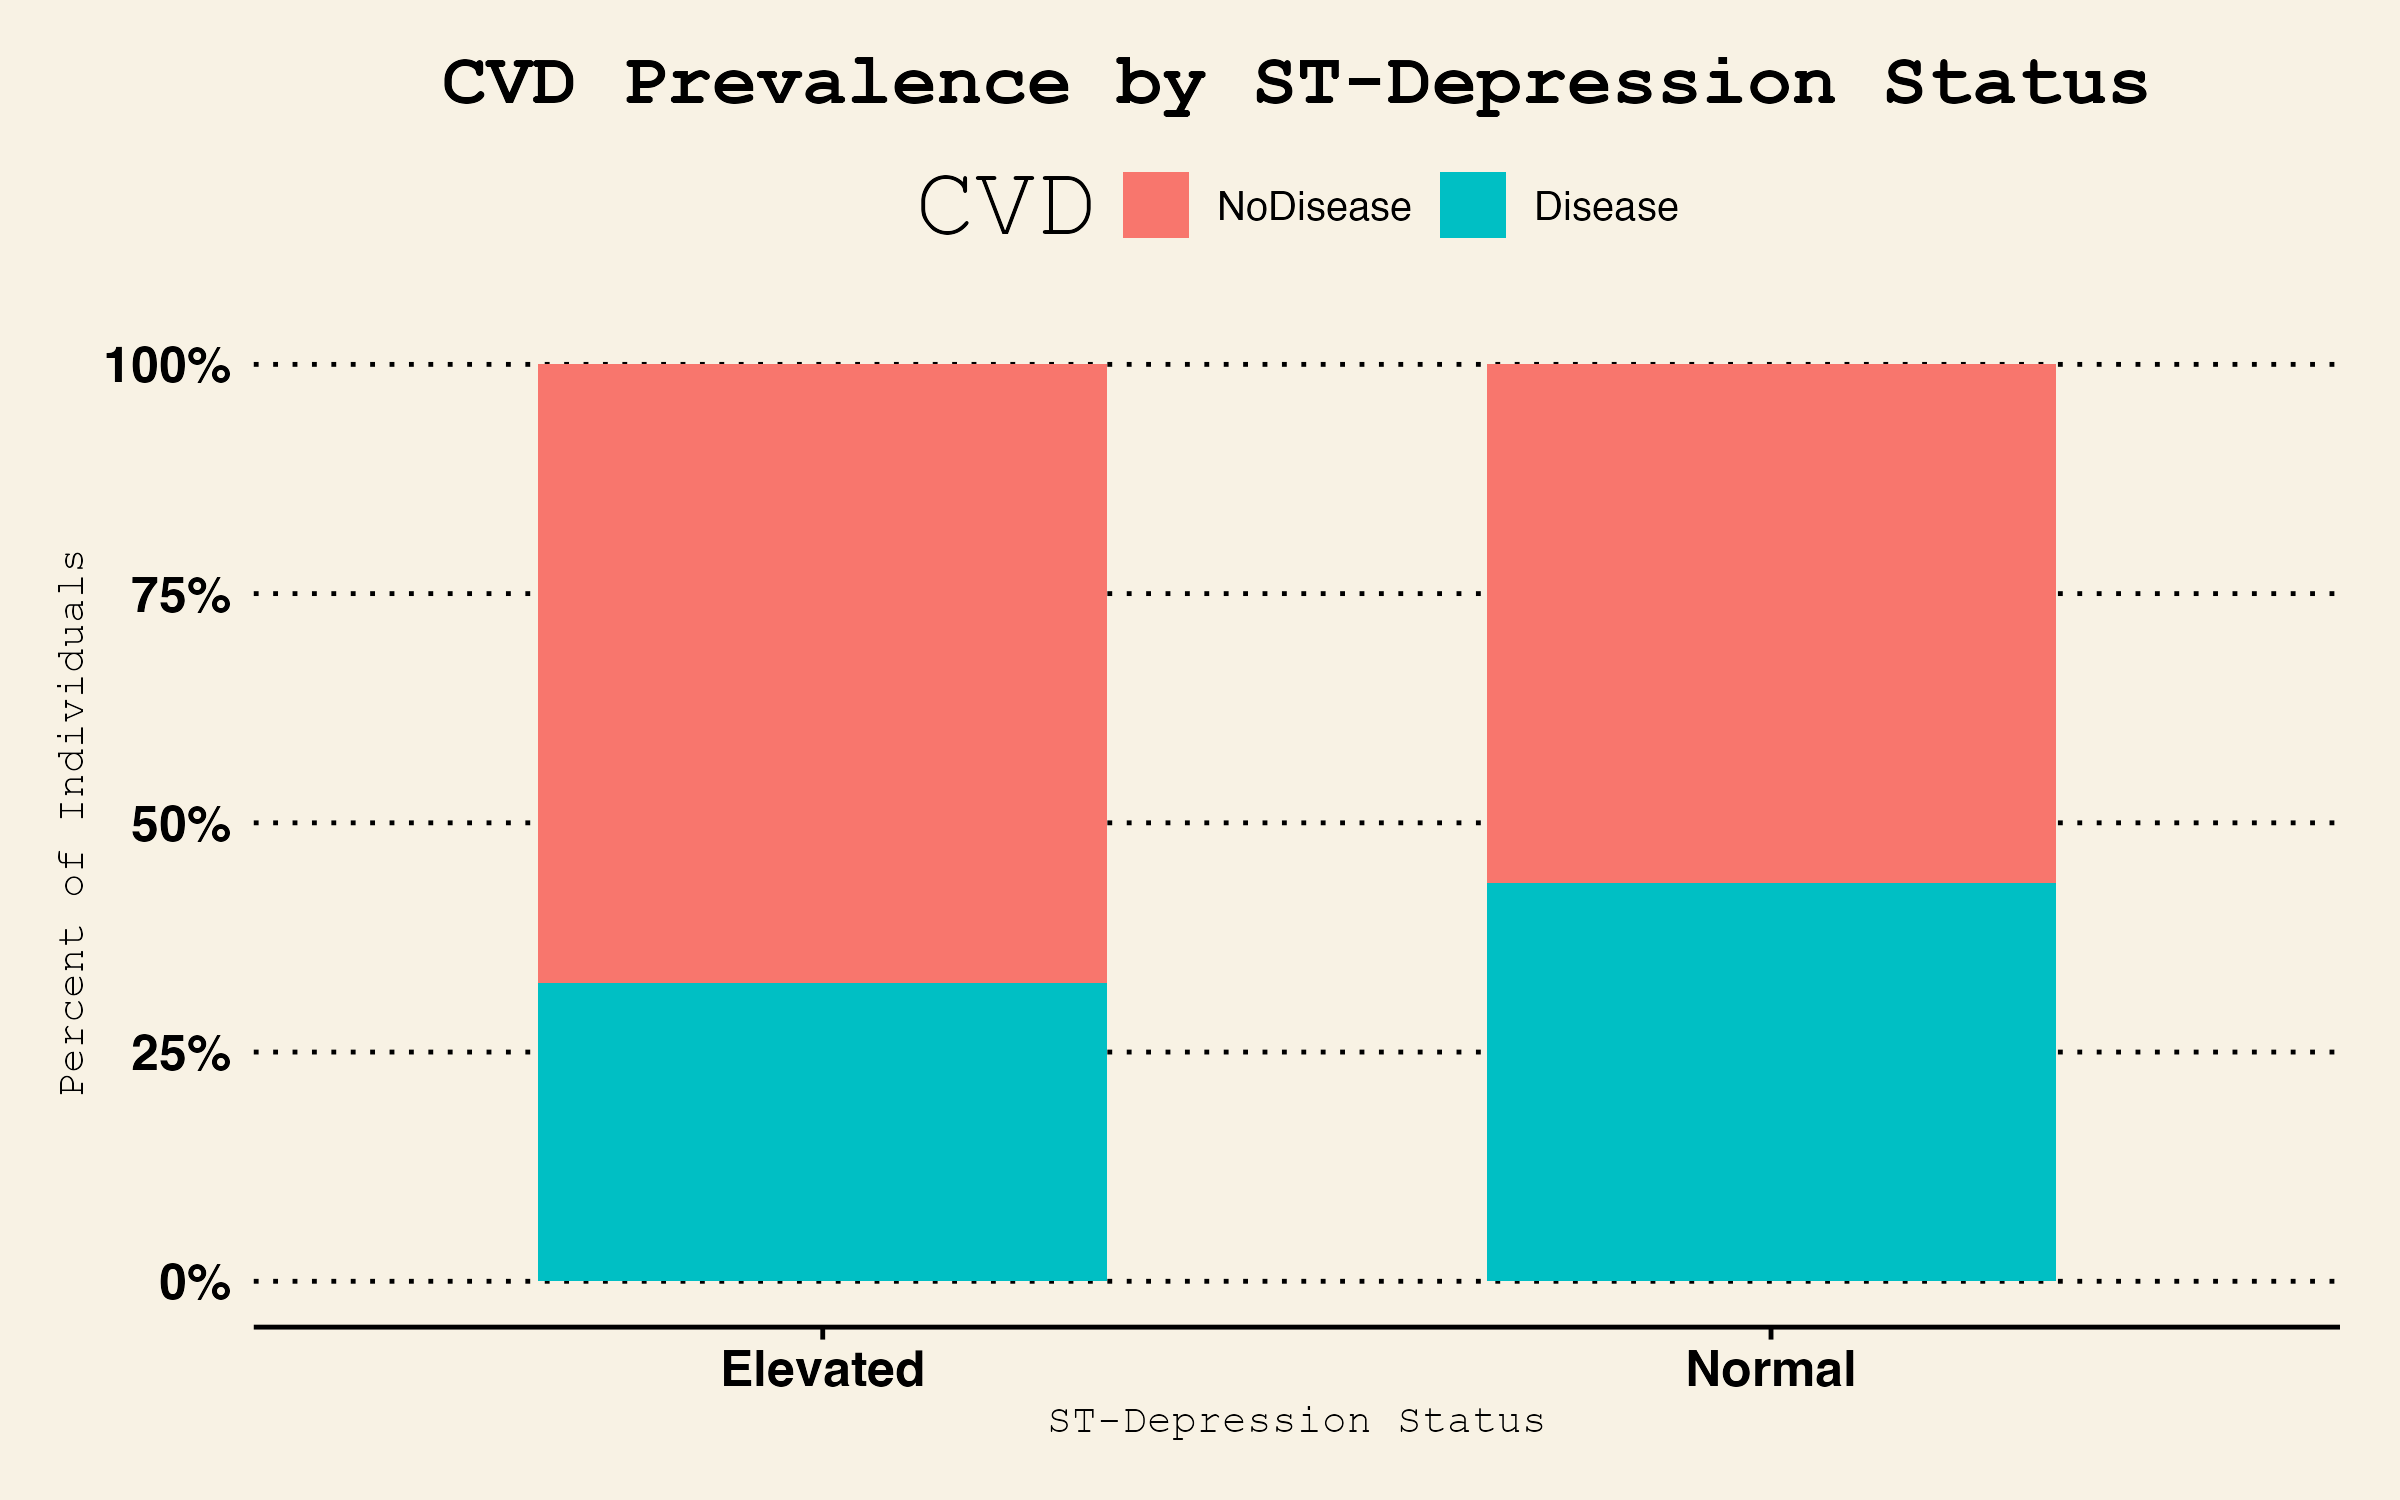 CVD Prevalence by ST-Depression Status
CVD NoDisease Disease
100%
75%
50%
25%
0%
Percent of Individuals
Elevated Normal
ST-Depression Status